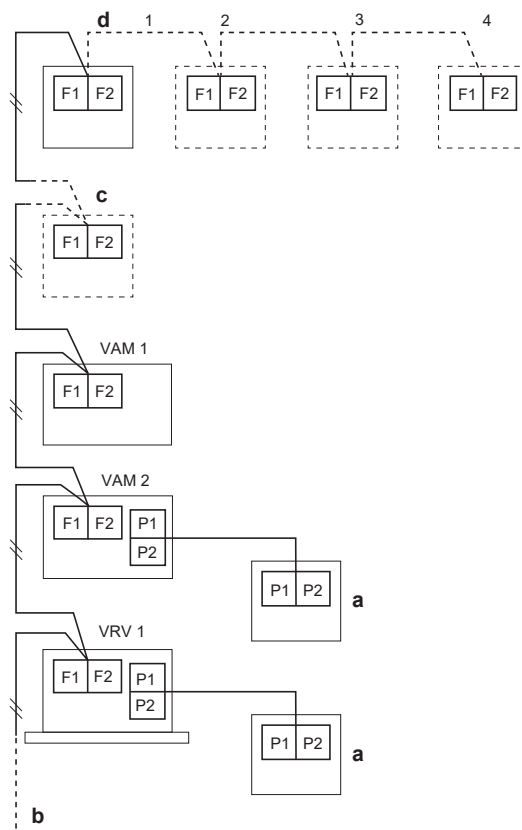 d 1 2 3 4
F1 F2 F1 F2 F1 F2 F1 F2
c
F1 F2
VAM 1
F1 F2
VAM 2
F1 F2 P1
P2
P1 P2 a
VRV 1
F1 F2 P1
P2
P1 P2 a
b